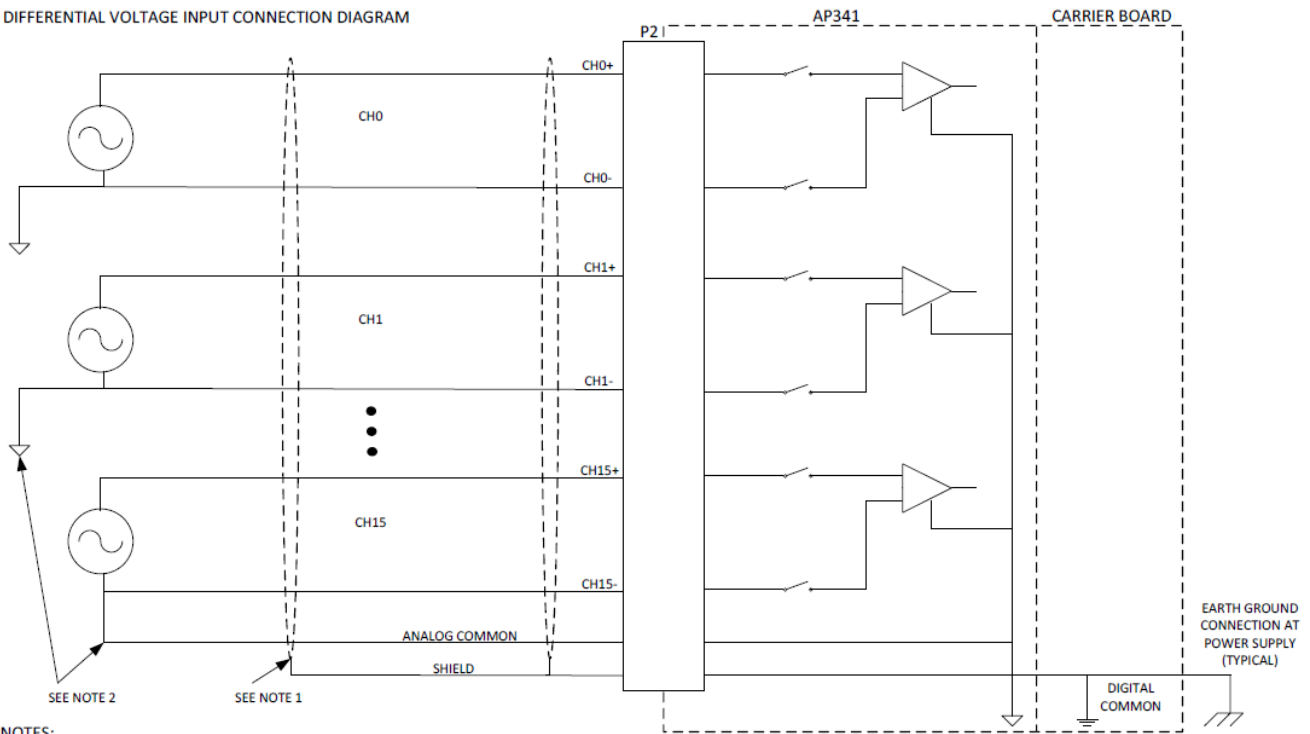 DIFFERENTIAL VOLTAGE INPUT CONNECTION DIAGRAM
AP341
CARRIER BOARD
P2
CH0+
CH0
CH0-
CH1+
CH1
CH1-
CH15+
CH15
CH15-
ANALOG COMMON
SHIELD
SEE NOTE 2
SEE NOTE 1
DIGITAL
COMMON
EARTH GROUND
CONNECTION AT
POWER SUPPLY
(TYPICAL)
NOTES: